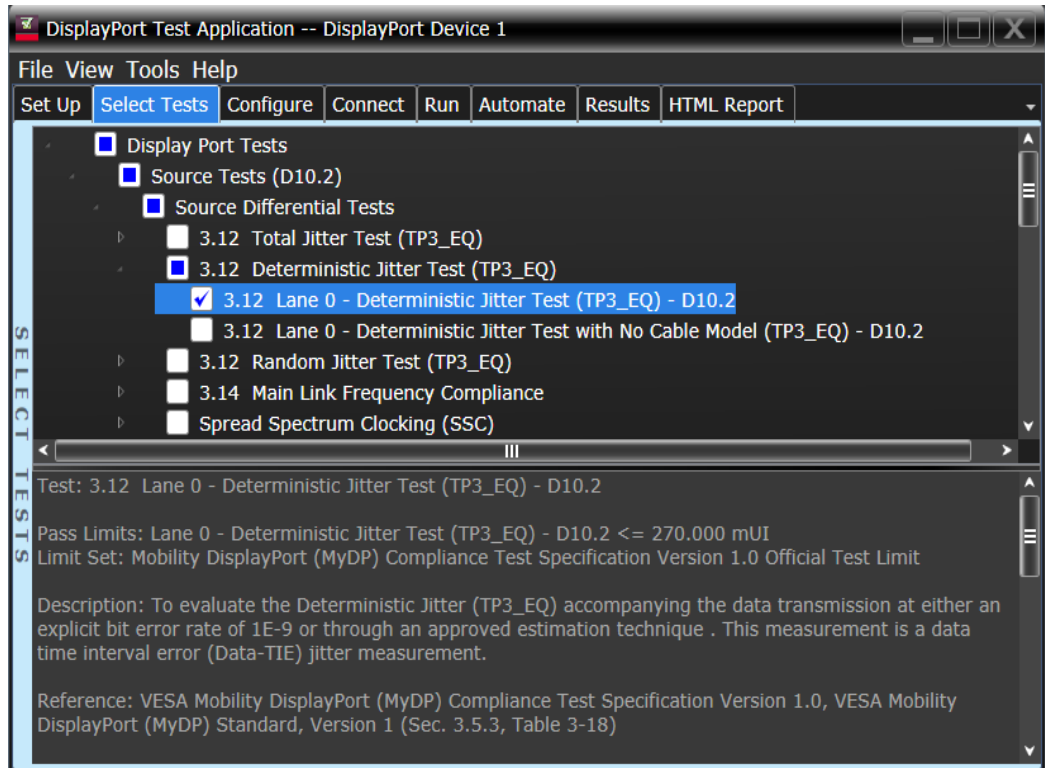 DisplayPort Test Application -- DisplayPort Device 1
File View Tools Help
Set Up Select Tests Configure Connect Run Automate Results HTML Report
SELECT TESTS
Display Port Tests
Source Tests (D10.2)
Source Differential Tests
3.12 Total Jitter Test (TP3_EQ)
3.12 Deterministic Jitter Test (TP3_EQ)
3.12 Lane 0 - Deterministic Jitter Test (TP3_EQ) - D10.2
3.12 Lane 0 - Deterministic Jitter Test with No Cable Model (TP3_EQ) - D10.2
3.12 Random Jitter Test (TP3_EQ)
3.14 Main Link Frequency Compliance
Spread Spectrum Clocking (SSC)
Test: 3.12 Lane 0 - Deterministic Jitter Test (TP3_EQ) - D10.2
Pass Limits: Lane 0 - Deterministic Jitter Test (TP3_EQ) - D10.2 <= 270.000 mUI
Limit Set: Mobility DisplayPort (MyDP) Compliance Test Specification Version 1.0 Official Test Limit
Description: To evaluate the Deterministic Jitter (TP3_EQ) accompanying the data transmission at either an
explicit bit error rate of 1E-9 or through an approved estimation technique . This measurement is a data
time interval error (Data-TIE) jitter measurement.
Reference: VESA Mobility DisplayPort (MyDP) Compliance Test Specification Version 1.0, VESA Mobility
DisplayPort (MyDP) Standard, Version 1 (Sec. 3.5.3, Table 3-18)